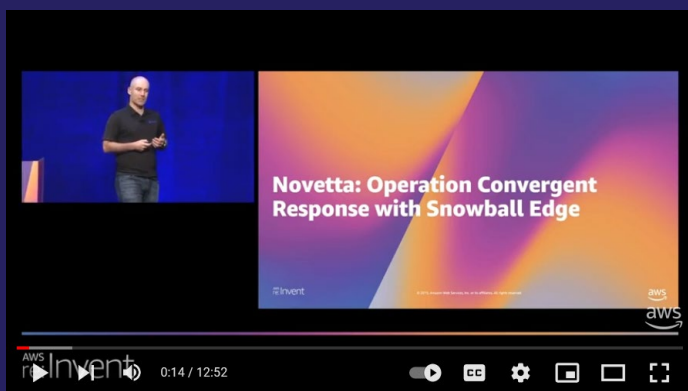 Novetta: Operation Convergent
Response with Snowball Edge
re:Invent
aws
aws
AWS
re:Invent
0:14 / 12:52
CC